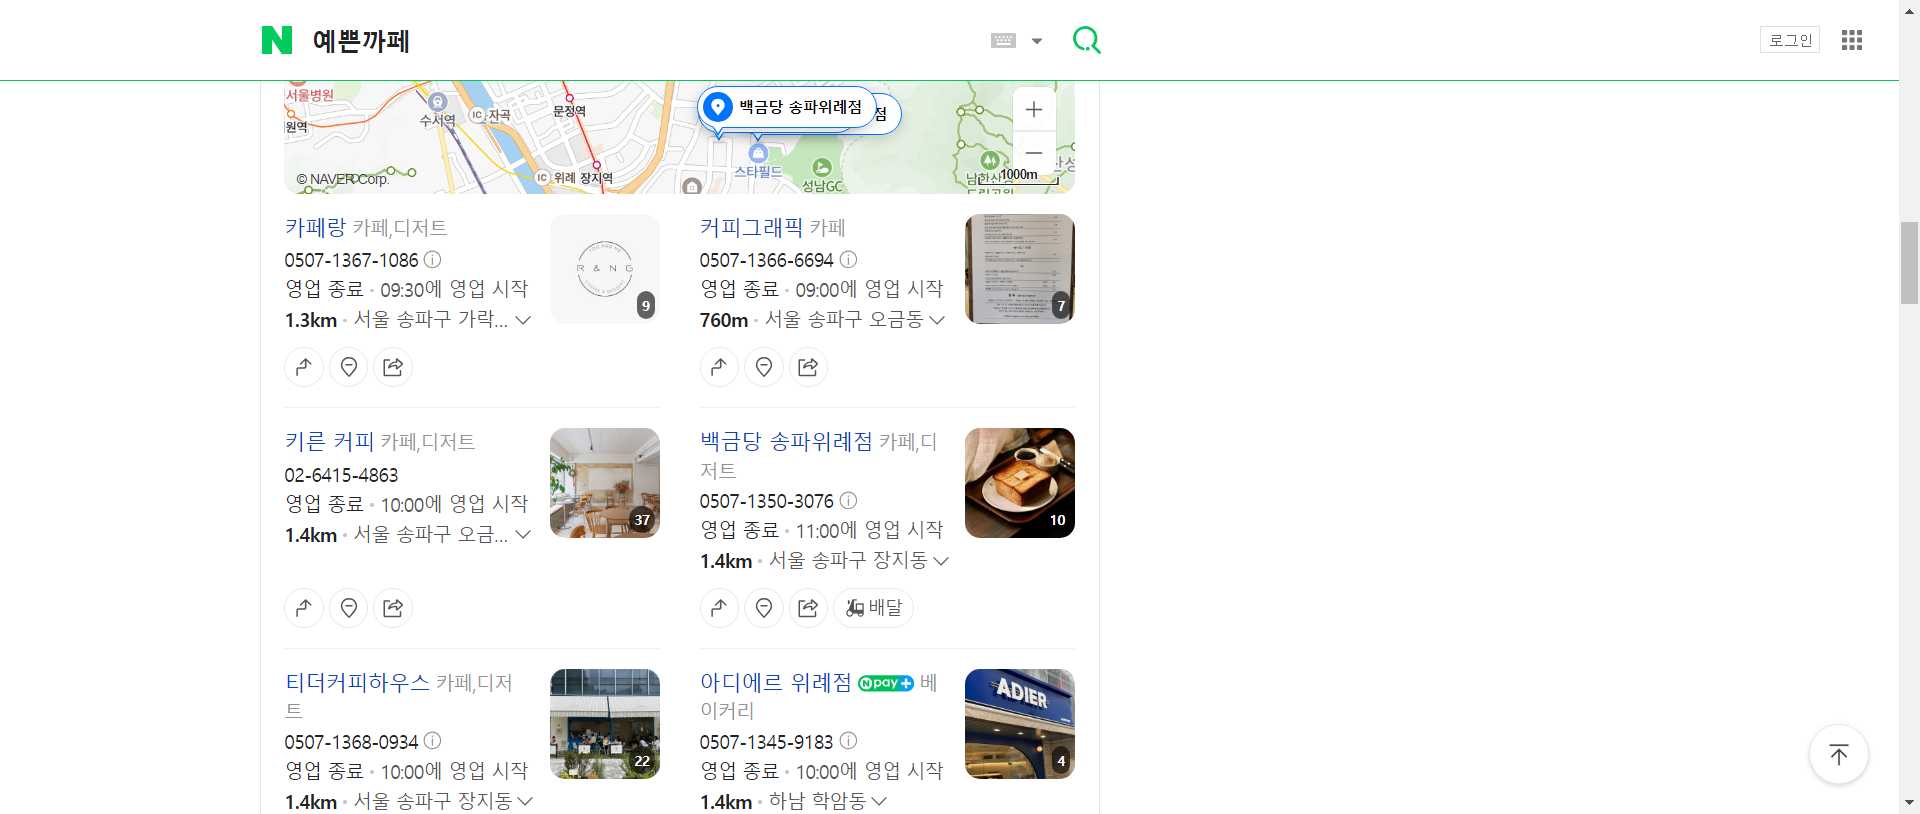 N 예쁜까페
로그인
서울병원
원역
수서역
IC 자곡
문정역
백금당 송파위례점
점
IC 위례 장지역
스타필드
성남GC
산성
남한산
© NAVER Corp.
1000m
카페랑 카페,디저트
0507-1367-1086
영업 종료 · 09:30에 영업 시작
1.3km · 서울 송파구 가락...
R & N G
9
커피그래픽 카페
0507-1366-6694
영업 종료 · 09:00에 영업 시작
760m · 서울 송파구 오금동
7
키른 커피 카페,디저트
02-6415-4863
영업 종료 · 10:00에 영업 시작
1.4km · 서울 송파구 오금...
37
백금당 송파위례점 카페,디
저트
0507-1350-3076
영업 종료 · 11:00에 영업 시작
1.4km · 서울 송파구 장지동
10
배달
티더커피하우스 카페,디저
트
0507-1368-0934
영업 종료 · 10:00에 영업 시작
1.4km · 서울 송파구 장지동
22
아디에르 위례점 N pay+ 베
이커리
0507-1345-9183
영업 종료 · 10:00에 영업 시작
1.4km · 하남 학암동
ADIER
4